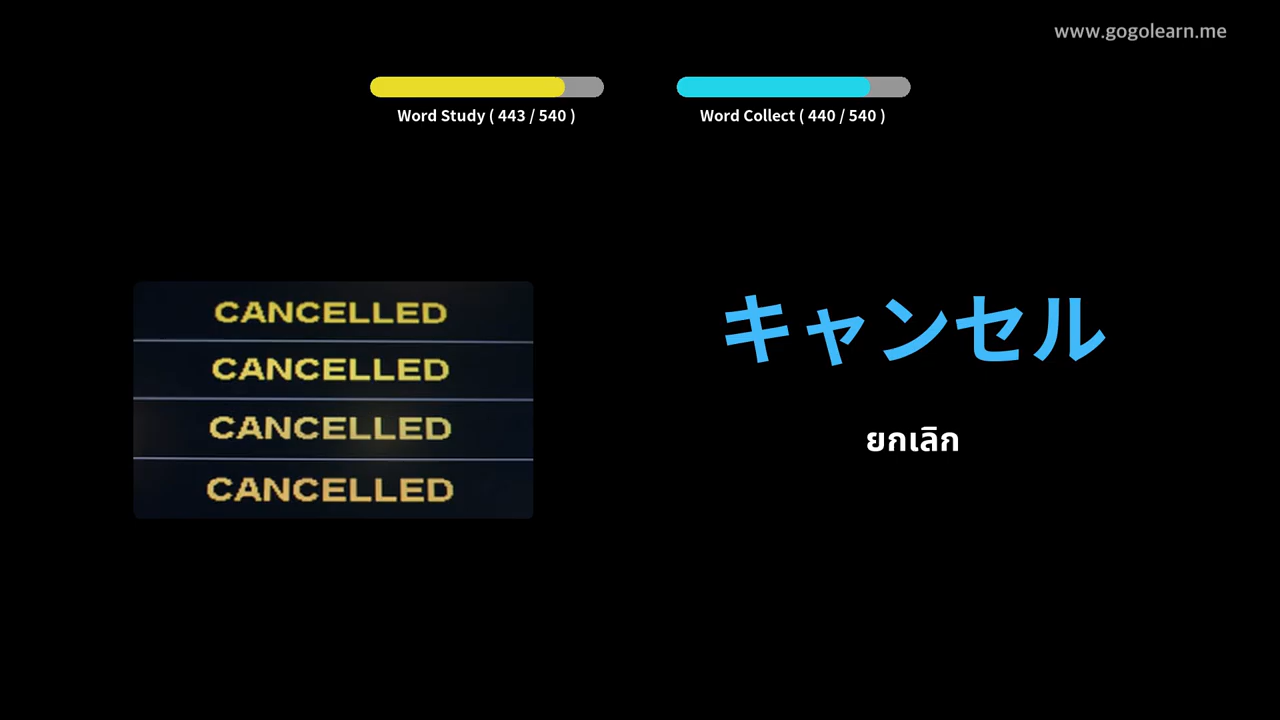 www.gogolearn.me
Word Study ( 443 / 540 )
Word Collect ( 440 / 540 )
CANCELLED
CANCELLED
CANCELLED
CANCELLED
キャンセル
ยกเลิก